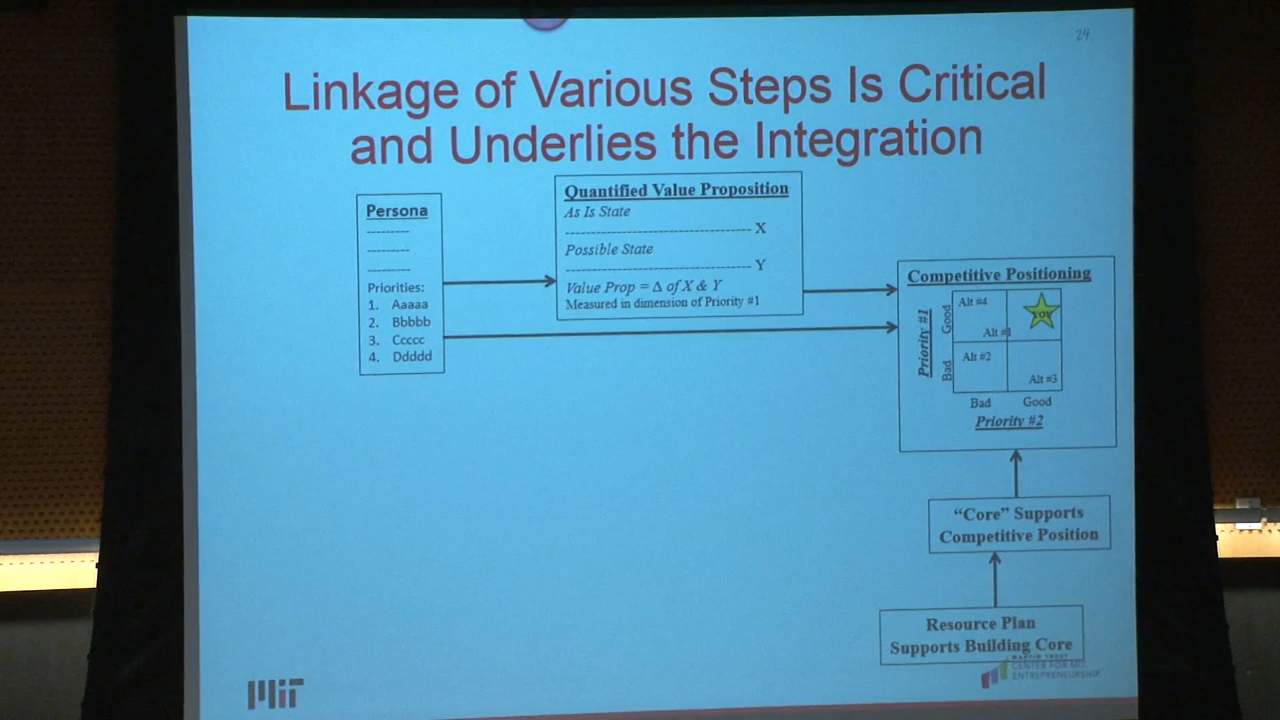 24
Linkage of Various Steps Is Critical
and Underlies the Integration
Persona
Priorities:
1. Aaaaa
2. Bbbbb
3. Ccccc
4. Ddddd
Quantified Value Proposition
As Is State
X
Possible State
Y
Value Prop = Δ of X & Y
Measured in dimension of Priority #1
Competitive Positioning
Priority #1
Good
Bad
Alt #4
YOU
Alt #1
Alt #2
Alt #3
Bad Good
Priority #2
“Core” Supports
Competitive Position
Resource Plan
Supports Building Core
MIT
MARTIN TRUST
CENTER FOR MIT
ENTREPRENEURSHIP